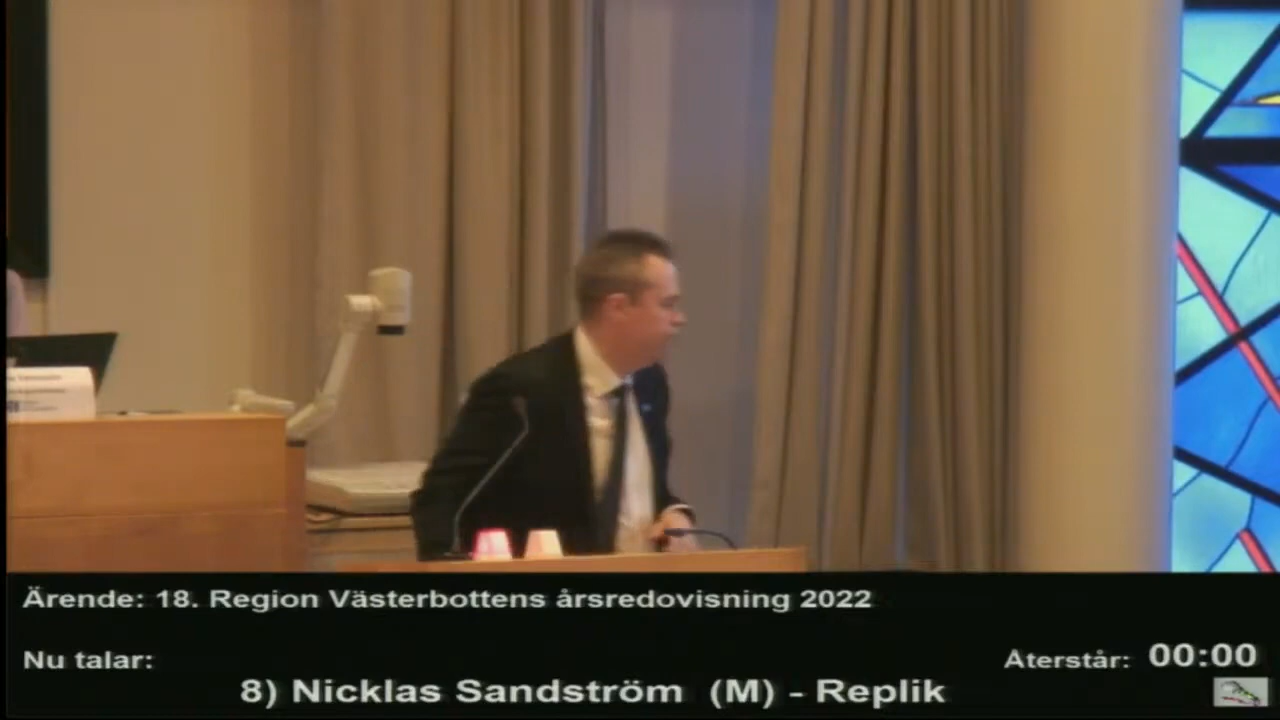 Ärende: 18. Region Västerbottens årsredovisning 2022
Nu talar:
Återstår: 00:00
8) Nicklas Sandström (M) - Replik